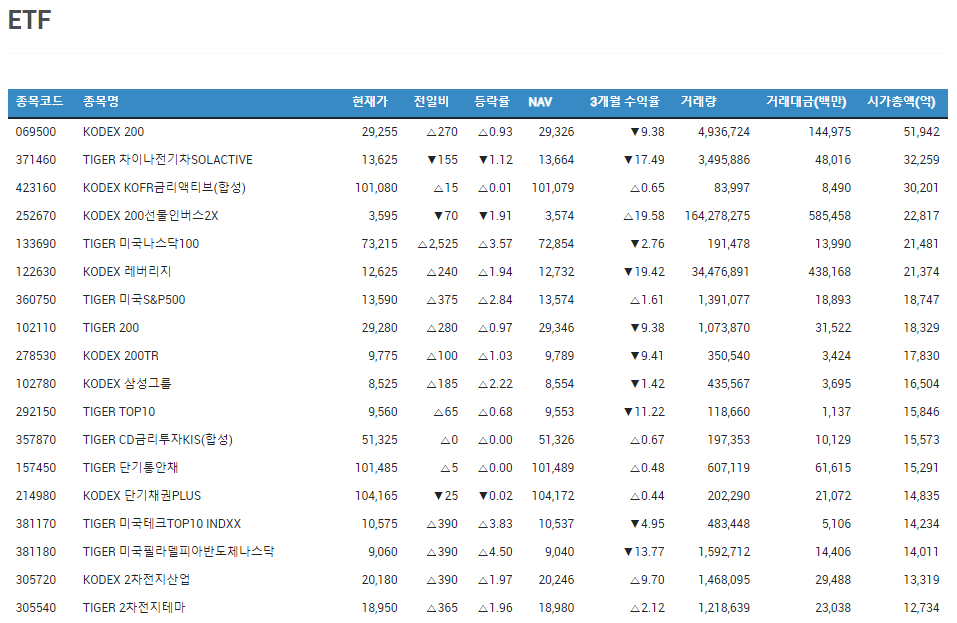 ETF
종목코드 종목명 현재가 전일비 등락률 NAV 3개월 수익율 거래량 거래대금(백만) 시가총액(억)
069500 KODEX 200 29,255 △270 △0.93 29,326 ▼9.38 4,936,724 144,975 51,942
371460 TIGER 차이나전기차SOLACTIVE 13,625 ▼155 ▼1.12 13,664 ▼17.49 3,495,886 48,016 32,259
423160 KODEX KOFR금리액티브(합성) 101,080 △15 △0.01 101,079 △0.65 83,997 8,490 30,201
252670 KODEX 200선물인버스2X 3,595 ▼70 ▼1.91 3,574 △19.58 164,278,275 585,458 22,817
133690 TIGER 미국나스닥100 73,215 △2,525 △3.57 72,854 ▼2.76 191,478 13,990 21,481
122630 KODEX 레버리지 12,625 △240 △1.94 12,732 ▼19.42 34,476,891 438,168 21,374
360750 TIGER 미국S&P500 13,590 △375 △2.84 13,574 △1.61 1,391,077 18,893 18,747
102110 TIGER 200 29,280 △280 △0.97 29,346 ▼9.38 1,073,870 31,522 18,329
278530 KODEX 200TR 9,775 △100 △1.03 9,789 ▼9.41 350,540 3,424 17,830
102780 KODEX 삼성그룹 8,525 △185 △2.22 8,554 ▼1.42 435,567 3,695 16,504
292150 TIGER TOP10 9,560 △65 △0.68 9,553 ▼11.22 118,660 1,137 15,846
357870 TIGER CD금리투자KIS(합성) 51,325 △0 △0.00 51,326 △0.67 197,353 10,129 15,573
157450 TIGER 단기통안채 101,485 △5 △0.00 101,489 △0.48 607,119 61,615 15,291
214980 KODEX 단기채권PLUS 104,165 ▼25 ▼0.02 104,172 △0.44 202,290 21,072 14,835
381170 TIGER 미국테크TOP10 INDXX 10,575 △390 △3.83 10,537 ▼4.95 483,448 5,106 14,234
381180 TIGER 미국필라델피아반도체나스닥 9,060 △390 △4.50 9,040 ▼13.77 1,592,712 14,406 14,011
305720 KODEX 2차전지산업 20,180 △390 △1.97 20,246 △9.70 1,468,095 29,488 13,319
305540 TIGER 2차전지테마 18,950 △365 △1.96 18,980 △2.12 1,218,639 23,038 12,734